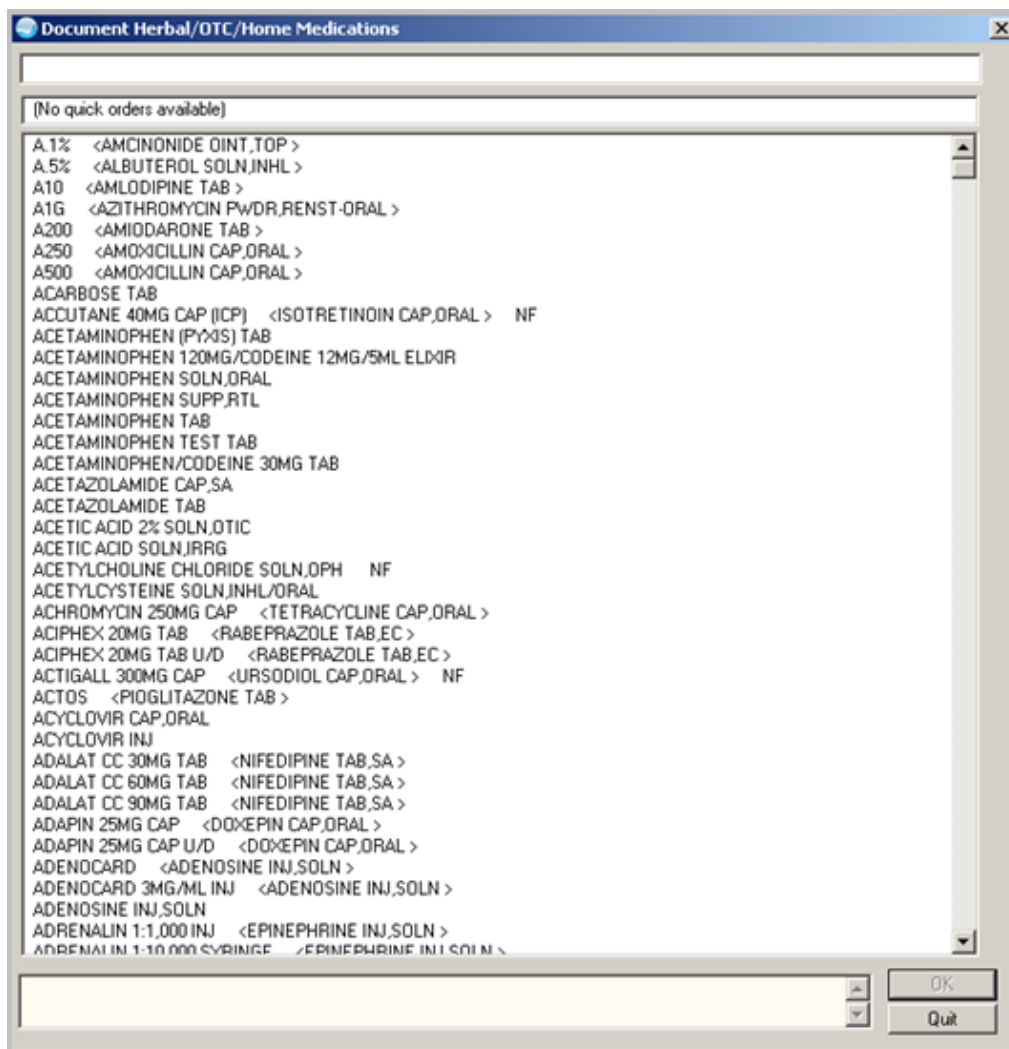 Document Herbal/OTC/Home Medications
(No quick orders available)
A.1% <AMCINONIDE OINT,TOP >
A.5% <ALBUTEROL SOLN,INHL >
A10 <AMLODIPINE TAB >
A1G <AZITHROMYCIN PWDR,RENST-ORAL >
A200 <AMIODARONE TAB >
A250 <AMOXICILLIN CAP,ORAL >
A500 <AMOXICILLIN CAP,ORAL >
ACARBOSE TAB
ACCUTANE 40MG CAP (ICP) <ISOTRETINOIN CAP,ORAL > NF
ACETAMINOPHEN (PYXIS) TAB
ACETAMINOPHEN 120MG/CODEINE 12MG/5ML ELIXIR
ACETAMINOPHEN SOLN,ORAL
ACETAMINOPHEN SUPP,RTL
ACETAMINOPHEN TAB
ACETAMINOPHEN TEST TAB
ACETAMINOPHEN/CODEINE 30MG TAB
ACETAZOLAMIDE CAP,SA
ACETAZOLAMIDE TAB
ACETIC ACID 2% SOLN,OTIC
ACETIC ACID SOLN,IRRG
ACETYLCHOLINE CHLORIDE SOLN,OPH NF
ACETYLCYSTEINE SOLN,INHL/ORAL
ACHROMYCIN 250MG CAP <TETRACYCLINE CAP,ORAL >
ACIPHEX 20MG TAB <RABEPRAZOLE TAB,EC >
ACIPHEX 20MG TAB U/D <RABEPRAZOLE TAB,EC >
ACTIGALL 300MG CAP <URSODIOL CAP,ORAL > NF
ACTOS <PIOGLITAZONE TAB >
ACYCLOVIR CAP,ORAL
ACYCLOVIR INJ
ADALAT CC 30MG TAB <NIFEDIPINE TAB,SA >
ADALAT CC 60MG TAB <NIFEDIPINE TAB,SA >
ADALAT CC 90MG TAB <NIFEDIPINE TAB,SA >
ADAPIN 25MG CAP <DOXEPIN CAP,ORAL >
ADAPIN 25MG CAP U/D <DOXEPIN CAP,ORAL >
ADENOCARD <ADENOSINE INJ,SOLN >
ADENOCARD 3MG/ML INJ <ADENOSINE INJ,SOLN >
ADENOSINE INJ,SOLN
ADRENALIN 1:1,000 INJ <EPINEPHRINE INJ,SOLN >
ADRENALIN 1:10,000 SYRINGE <EPINEPHRINE INJ,SOLN >
OK
Quit